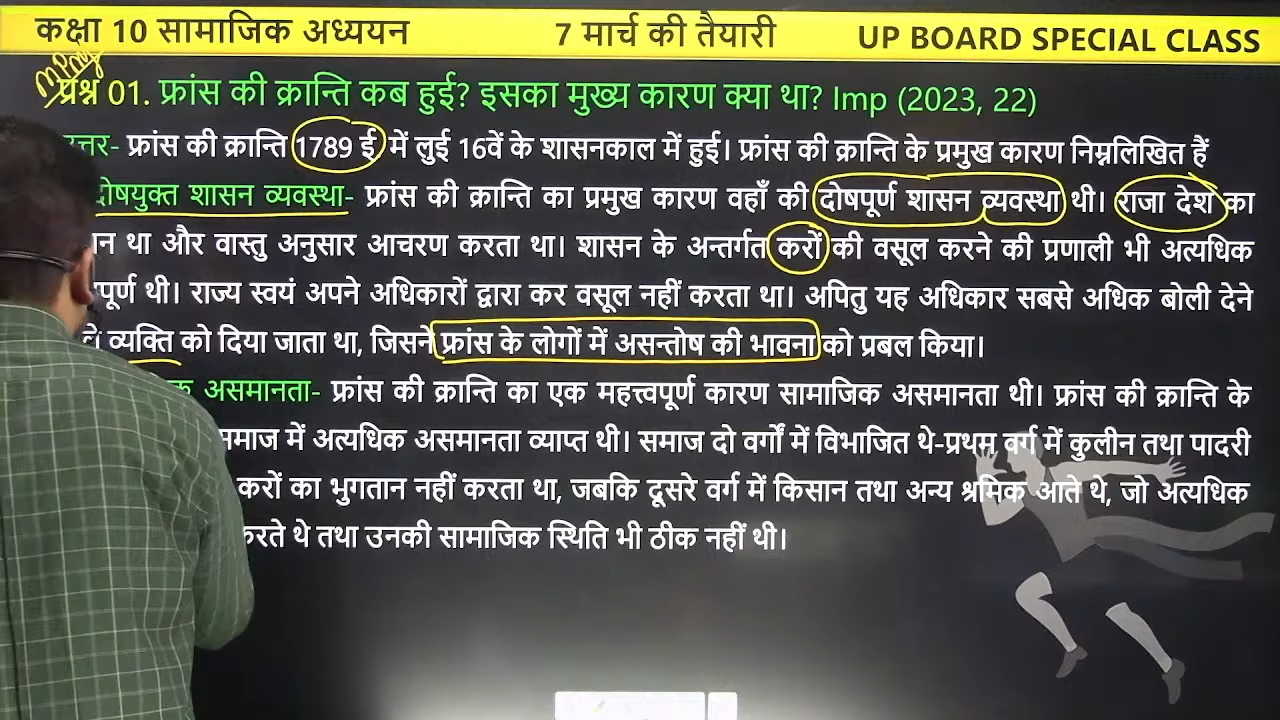 कक्षा 10 सामाजिक अध्ययन 7 मार्च की तैयारी UP BOARD SPECIAL CLASS
प्रश्न 01. फ्रांस की क्रान्ति कब हुई? इसका मुख्य कारण क्या था? Imp (2023, 22)
फ्रांस की क्रान्ति 1789 ई में लुई 16वें के शासनकाल में हुई। फ्रांस की क्रान्ति के प्रमुख कारण निम्नलिखित हैं
दोषयुक्त शासन व्यवस्था- फ्रांस की क्रान्ति का प्रमुख कारण वहाँ की दोषपूर्ण शासन व्यवस्था थी। राजा देश का
था और वास्तु अनुसार आचरण करता था। शासन के अन्तर्गत करों की वसूल करने की प्रणाली भी अत्यधिक
पूर्ण थी। राज्य स्वयं अपने अधिकारों द्वारा कर वसूल नहीं करता था। अपितु यह अधिकार सबसे अधिक बोली देने
व्यक्ति को दिया जाता था, जिसने फ्रांस के लोगों में असन्तोष की भावना को प्रबल किया।
असमानता- फ्रांस की क्रान्ति का एक महत्त्वपूर्ण कारण सामाजिक असमानता थी। फ्रांस की क्रान्ति के
समाज में अत्यधिक असमानता व्याप्त थी। समाज दो वर्गों में विभाजित थे-प्रथम वर्ग में कुलीन तथा पादरी
करों का भुगतान नहीं करता था, जबकि दूसरे वर्ग में किसान तथा अन्य श्रमिक आते थे, जो अत्यधिक
करते थे तथा उनकी सामाजिक स्थिति भी ठीक नहीं थी।